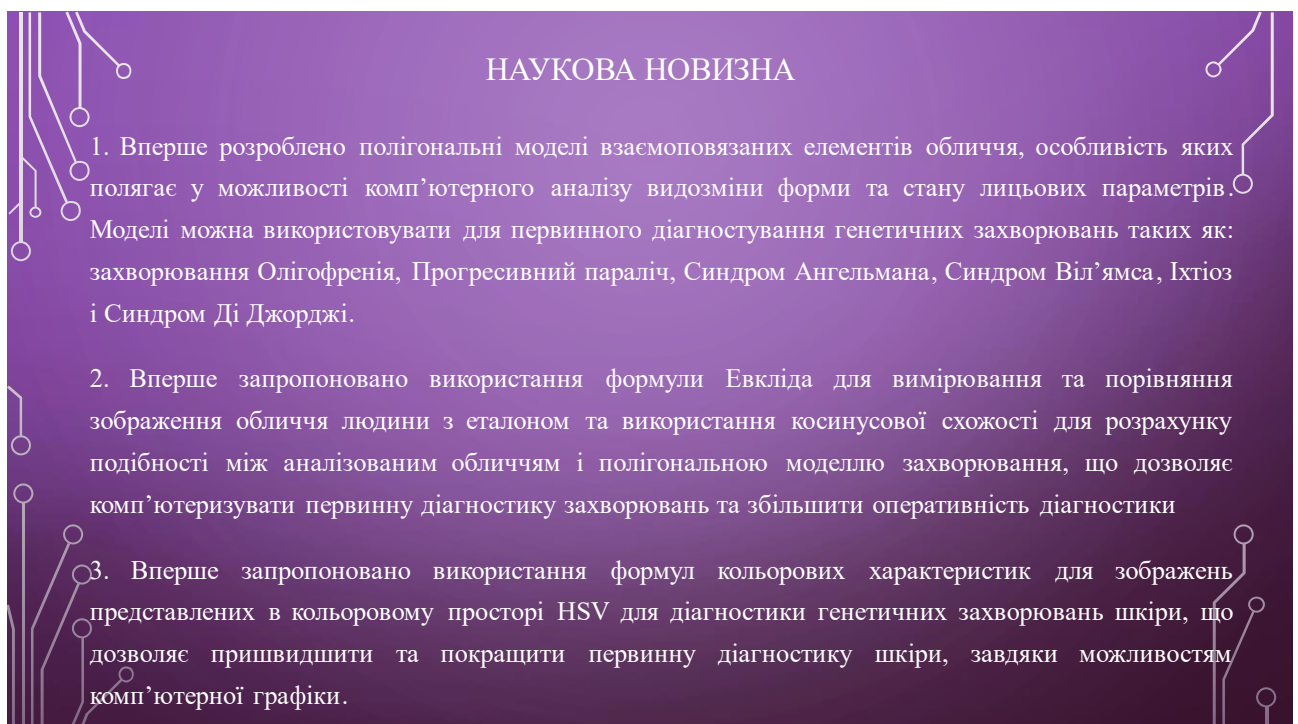 НАУКОВА НОВИЗНА
1. Вперше розроблено полігональні моделі взаємоповязаних елементів обличчя, особливість яких
полягає у можливості комп’ютерного аналізу видозміни форми та стану лицьових параметрів.
Моделі можна використовувати для первинного діагностування генетичних захворювань таких як:
захворювання Олігофренія, Прогресивний параліч, Синдром Ангельмана, Синдром Віл’ямса, Іхтіоз
і Синдром Ді Джорджі.
2. Вперше запропоновано використання формули Евкліда для вимірювання та порівняння
зображення обличчя людини з еталоном та використання косинусової схожості для розрахунку
подібності між аналізованим обличчям і полігональною моделлю захворювання, що дозволяє
комп’ютеризувати первинну діагностику захворювань та збільшити оперативність діагностики
3. Вперше запропоновано використання формул кольорових характеристик для зображень
представлених в кольоровому просторі HSV для діагностики генетичних захворювань шкіри, що
дозволяє пришвидшити та покращити первинну діагностику шкіри, завдяки можливостям
комп’ютерної графіки.